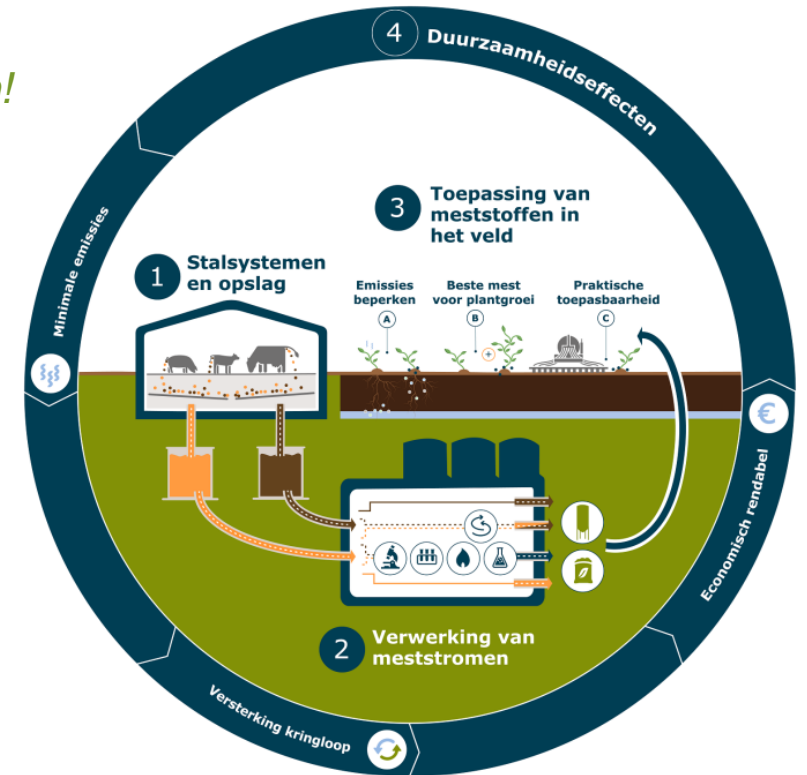 4 Duurzaamheidseffecten
3 Toepassing van
meststoffen in
het veld
1 Stalsystemen
en opslag
Emissies
beperken
A
Beste mest
voor plantgroei
B
Praktische
toepasbaarheid
C
Minimale emissies
€
Economisch rendabel
2 Verwerking van
meststromen
Versterking kringloop